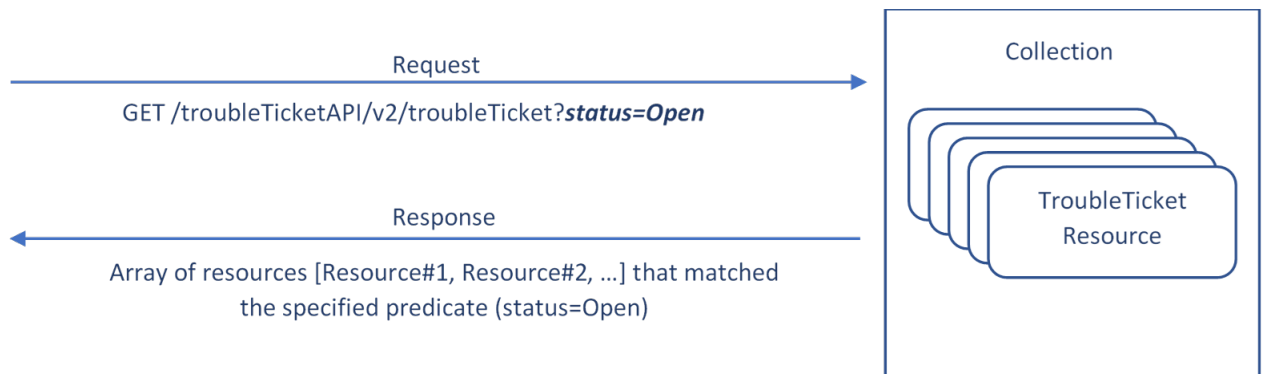 Request
GET /troubleTicketAPI/v2/troubleTicket?status=Open
Response
Array of resources [Resource#1, Resource#2, …] that matched
the specified predicate (status=Open)
Collection
TroubleTicket
Resource